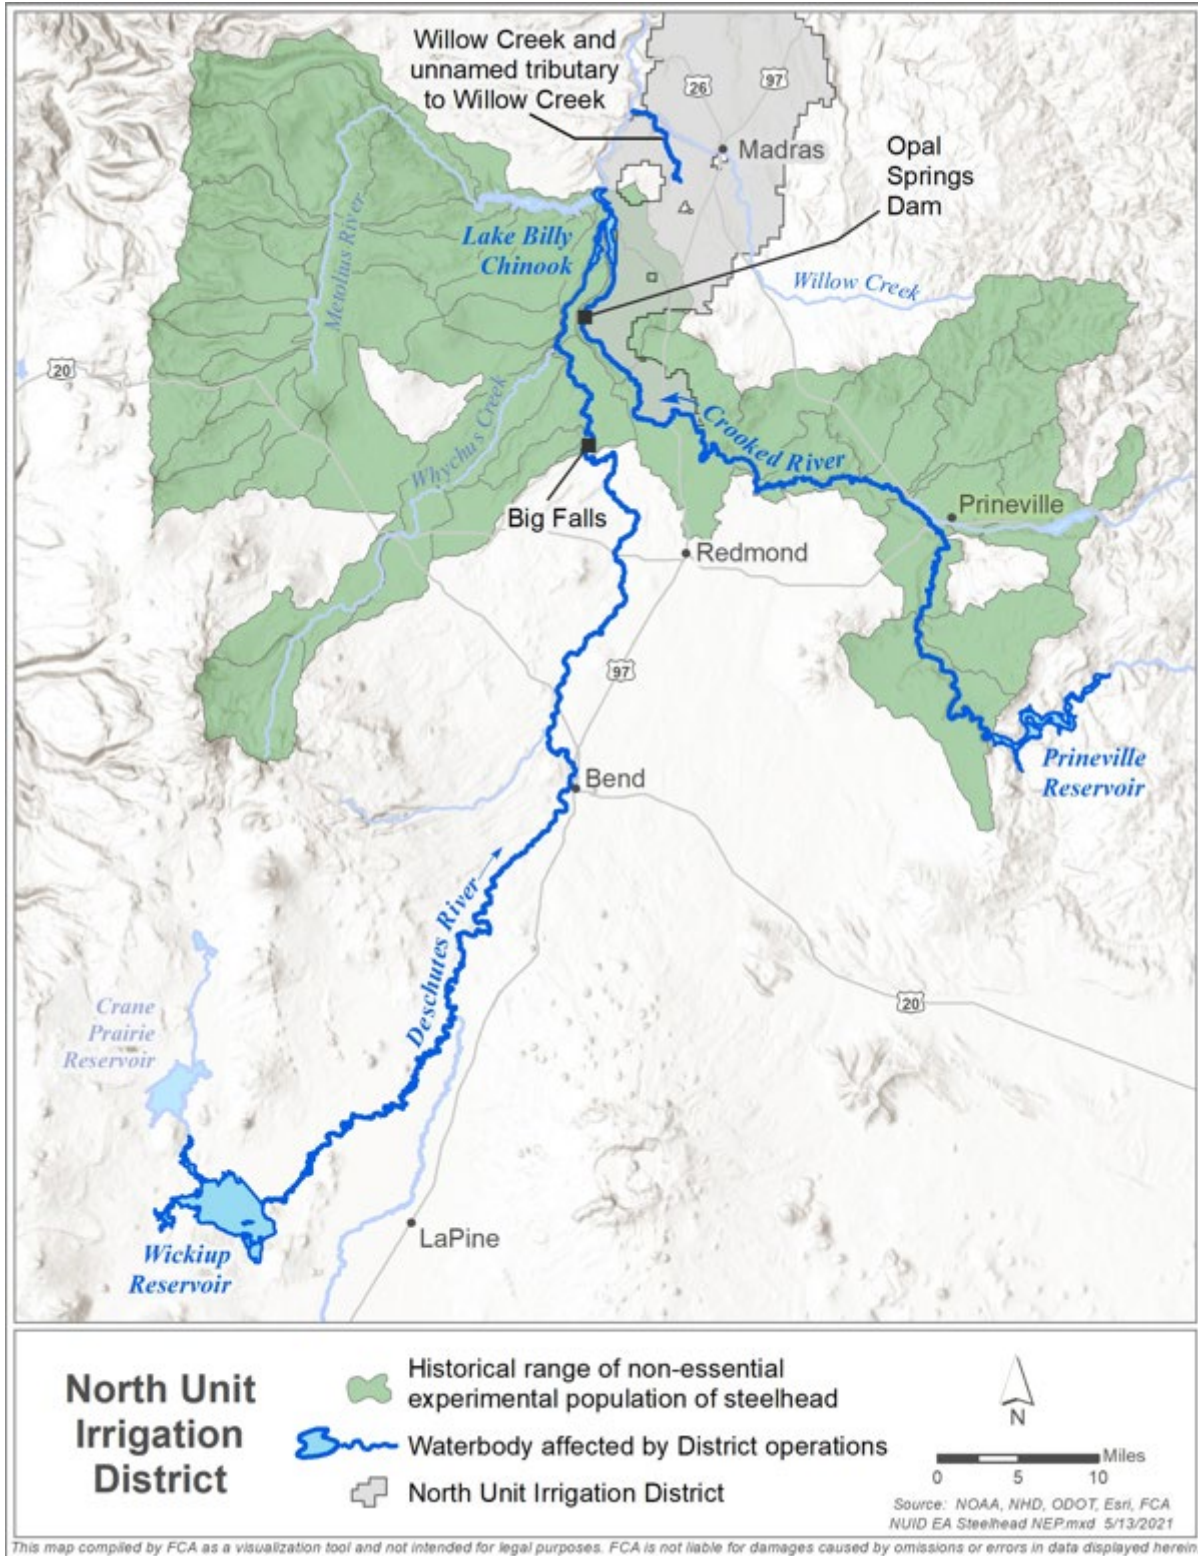 Willow Creek and
unnamed tributary
to Willow Creek
26
97
Madras
Opal
Springs
Dam
Metolius River
Lake Billy
Chinook
Willow Creek
20
Whychus Creek
Crooked River
Big Falls
Prineville
Redmond
97
Prineville
Reservoir
Bend
Deschutes River
Crane
Prairie
Reservoir
20
LaPine
Wickiup
Reservoir
North Unit
Irrigation
District
Historical range of non-essential
experimental population of steelhead
Waterbody affected by District operations
North Unit Irrigation District
N
Miles
0 5 10
Source: NOAA, NHD, ODOT, Esri, FCA
NUID EA Steelhead NEP.mxd 5/13/2021
This map compiled by FCA as a visualization tool and not intended for legal purposes. FCA is not liable for damages caused by omissions or errors in data displayed herein